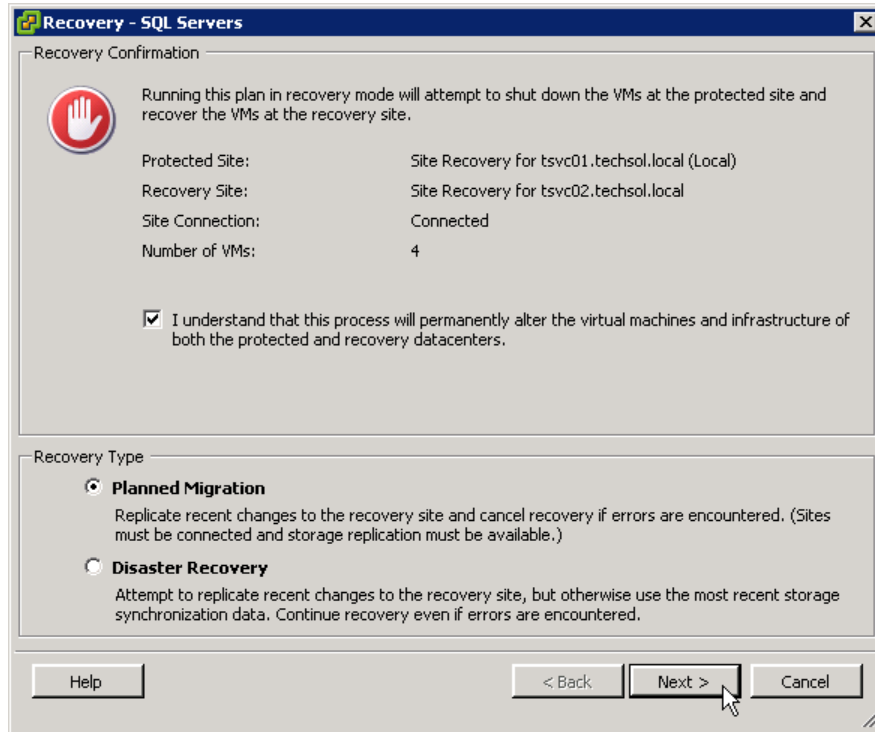 Recovery - SQL Servers
Recovery Confirmation
Running this plan in recovery mode will attempt to shut down the VMs at the protected site and
recover the VMs at the recovery site.
Protected Site: Site Recovery for tsvc01.techsol.local (Local)
Recovery Site: Site Recovery for tsvc02.techsol.local
Site Connection: Connected
Number of VMs: 4
I understand that this process will permanently alter the virtual machines and infrastructure of
both the protected and recovery datacenters.
Recovery Type
Planned Migration
Replicate recent changes to the recovery site and cancel recovery if errors are encountered. (Sites
must be connected and storage replication must be available.)
Disaster Recovery
Attempt to replicate recent changes to the recovery site, but otherwise use the most recent storage
synchronization data. Continue recovery even if errors are encountered.
Help < Back Next > Cancel